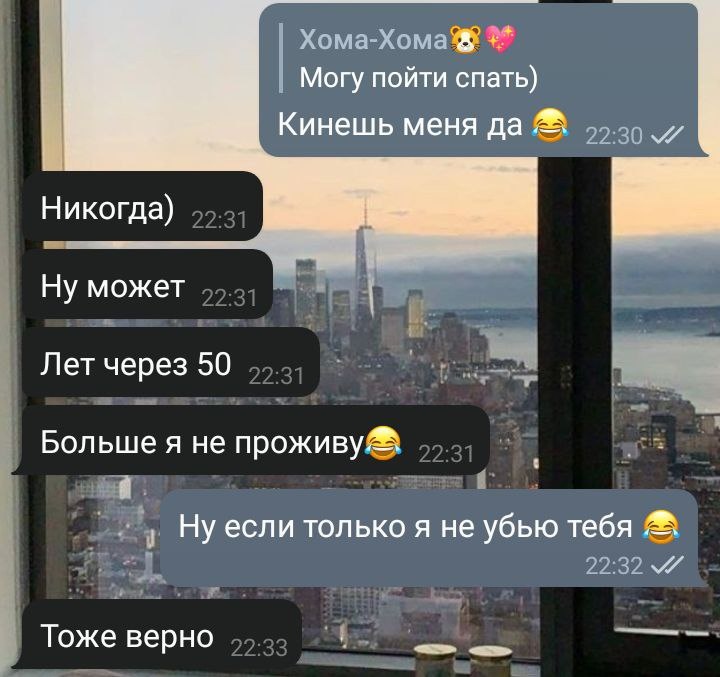 Хома-Хома🐯💖
Могу пойти спать)
Кинешь меня да 😂 22:30
Никогда) 22:31
Ну может 22:31
Лет через 50 22:31
Больше я не проживу😂 22:31
Ну если только я не убью тебя 😂
22:32
Тоже верно 22:33